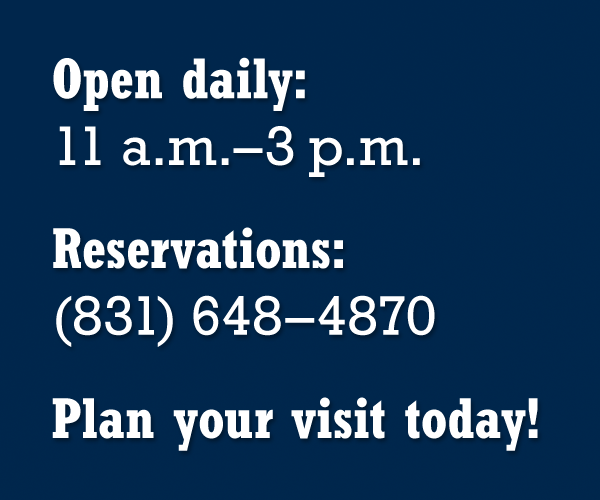 Open daily:
11 a.m.–3 p.m.
Reservations:
(831) 648–4870
Plan your visit today!